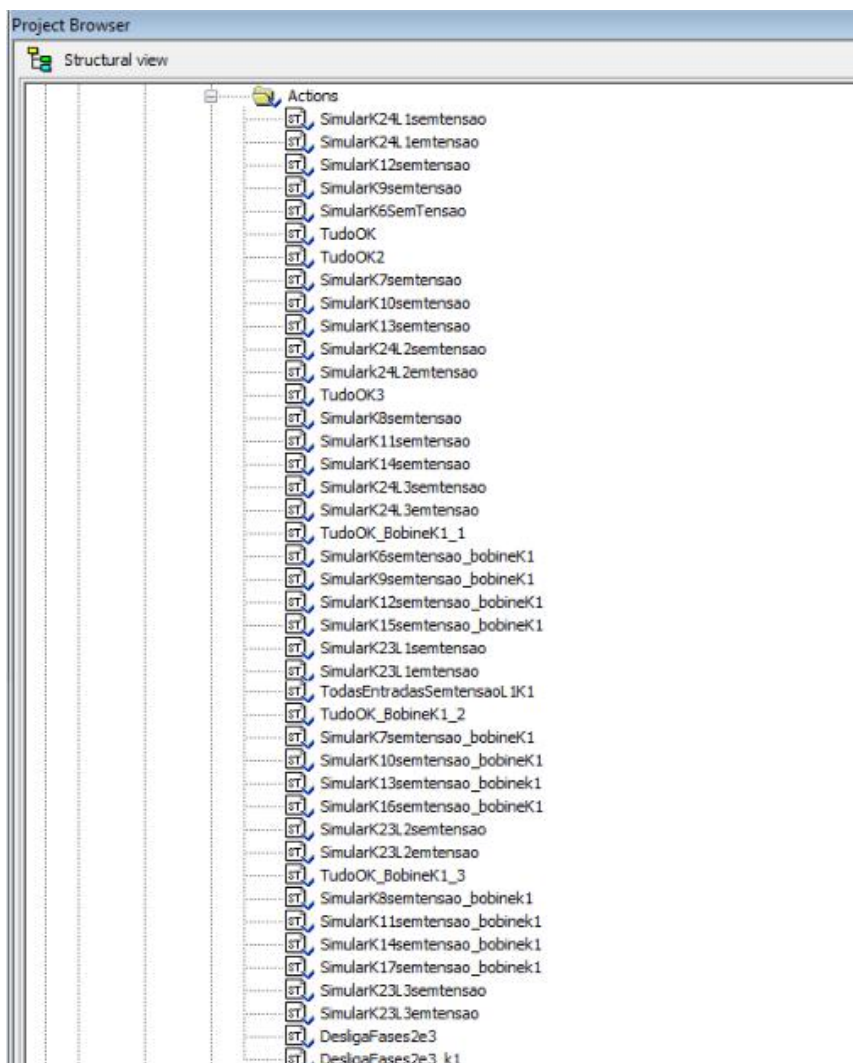 Project Browser
Structural view
Actions
SimularK24L1semtensao
SimularK24L1emtensao
SimularK12semtensao
SimularK9semtensao
SimularK6SemTensao
TudoOK
TudoOK2
SimularK7semtensao
SimularK10semtensao
SimularK13semtensao
SimularK24L2semtensao
Simulark24L2emtensao
TudoOK3
SimularK8semtensao
SimularK11semtensao
SimularK14semtensao
SimularK24L3semtensao
SimularK24L3emtensao
TudoOK_BobineK1_1
SimularK6semtensao_bobineK1
SimularK9semtensao_bobineK1
SimularK12semtensao_bobineK1
SimularK15semtensao_bobineK1
SimularK23L1semtensao
SimularK23L1emtensao
TodasEntradasSemtensaoL1K1
TudoOK_BobineK1_2
SimularK7semtensao_bobineK1
SimularK10semtensao_bobineK1
SimularK13semtensao_bobinek1
SimularK16semtensao_bobineK1
SimularK23L2semtensao
SimularK23L2emtensao
TudoOK_BobineK1_3
SimularK8semtensao_bobinek1
SimularK11semtensao_bobinek1
SimularK14semtensao_bobinek1
SimularK17semtensao_bobinek1
SimularK23L3semtensao
SimularK23L3emtensao
DesligaFases2e3
DesligaFases2e3_k1